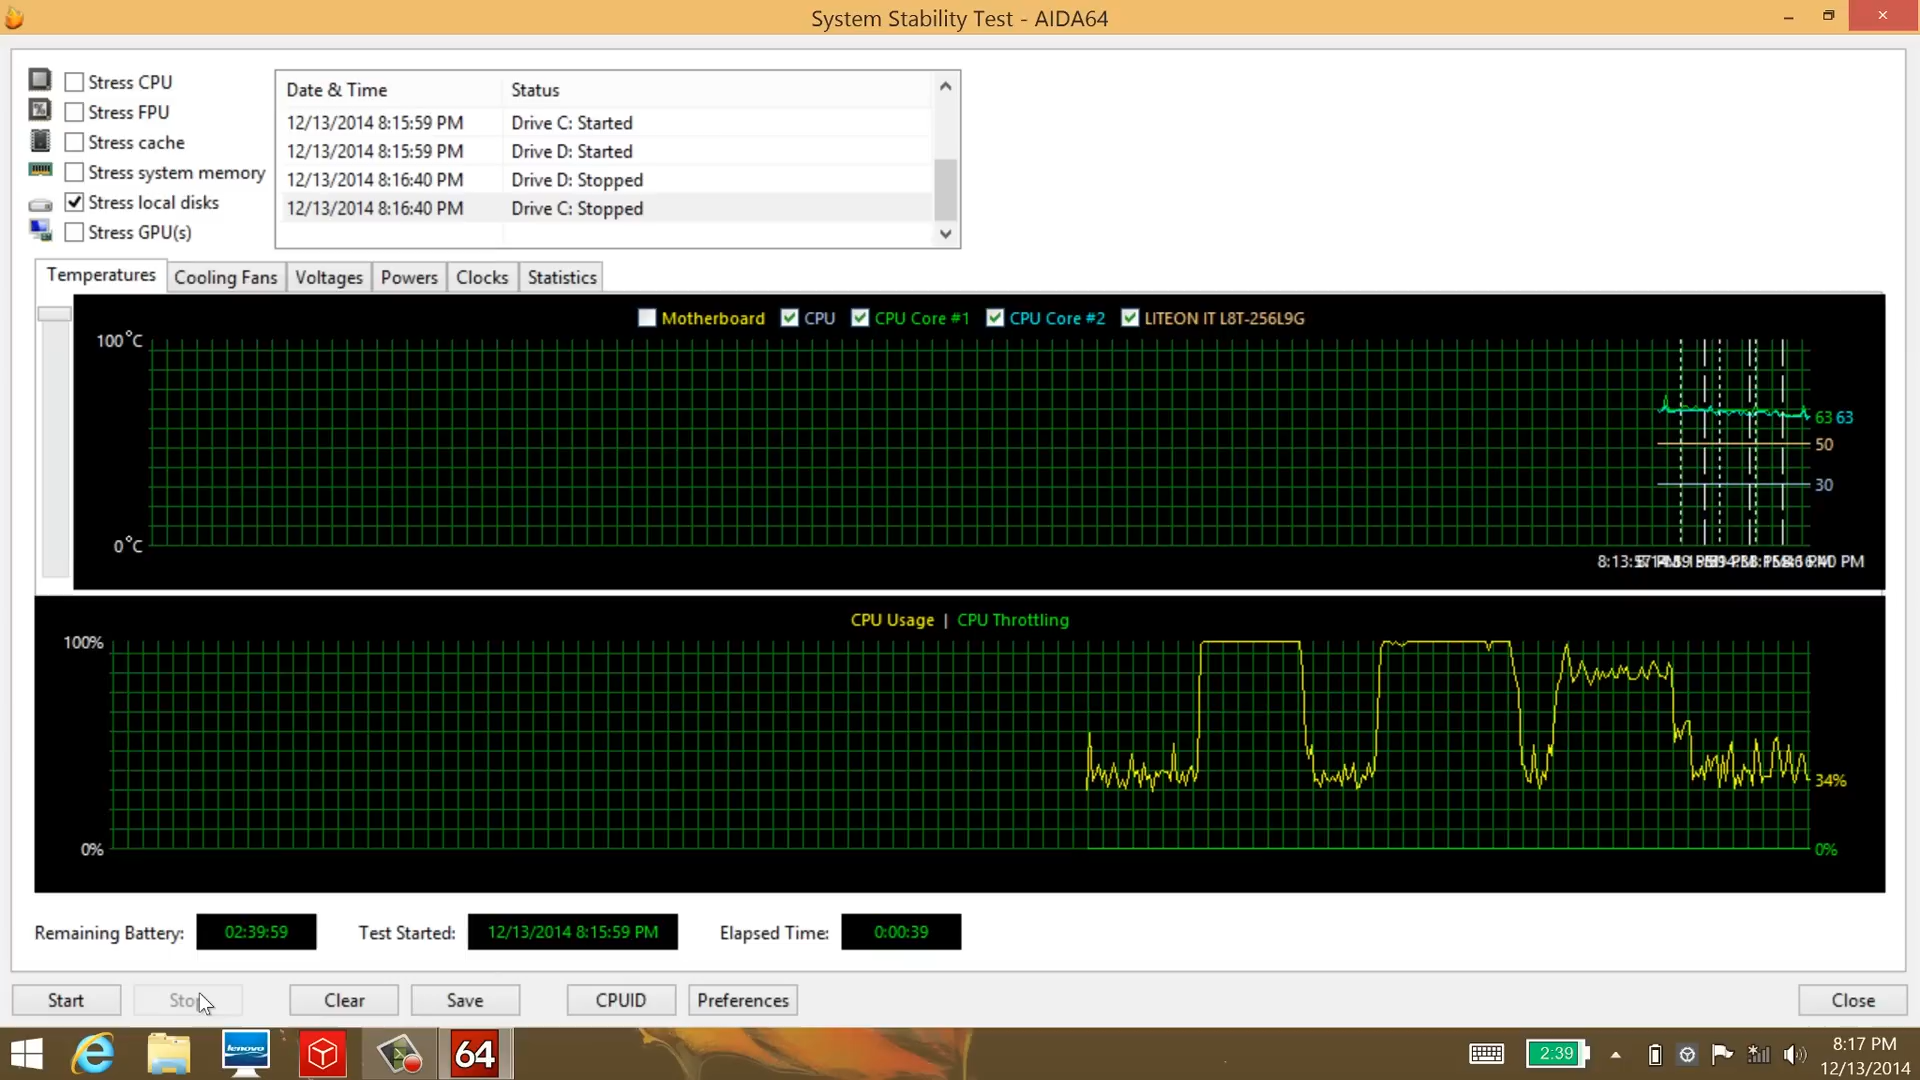 System Stability Test - AIDA64
Stress CPU
Stress FPU
Stress cache
Stress system memory
Stress local disks
Stress GPU(s)
Date & Time Status
12/13/2014 8:15:59 PM Drive C: Started
12/13/2014 8:15:59 PM Drive D: Started
12/13/2014 8:16:40 PM Drive D: Stopped
12/13/2014 8:16:40 PM Drive C: Stopped
Temperatures Cooling Fans Voltages Powers Clocks Statistics
Motherboard CPU CPU Core #1 CPU Core #2 LITEON IT L8T-256L9G
100°C
63 63
50
30
0°C
8:13:57
PM
CPU Usage | CPU Throttling
100%
34%
0% 0%
Remaining Battery: 02:39:59 Test Started: 12/13/2014 8:15:59 PM Elapsed Time: 0:00:39
Start Clear Save CPUID Preferences Close
lenovo 64 2:39 8:17 PM
12/13/2014